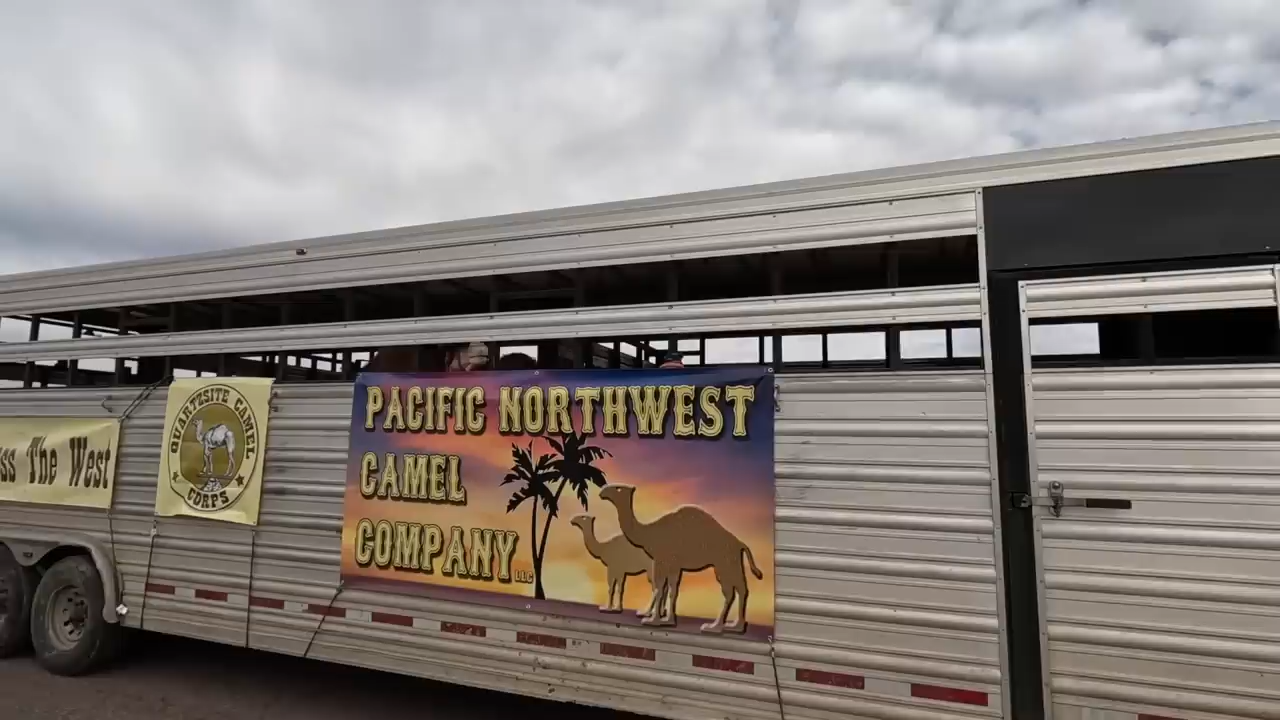 ss The West
QUARTZSITE CAMEL
CORPS
PACIFIC NORTHWEST
CAMEL
COMPANY LLC